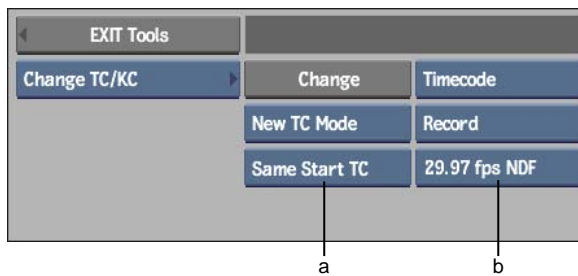 EXIT Tools
Change TC/KC
Change
Timecode
New TC Mode
Record
Same Start TC
29.97 fps NDF
a
b